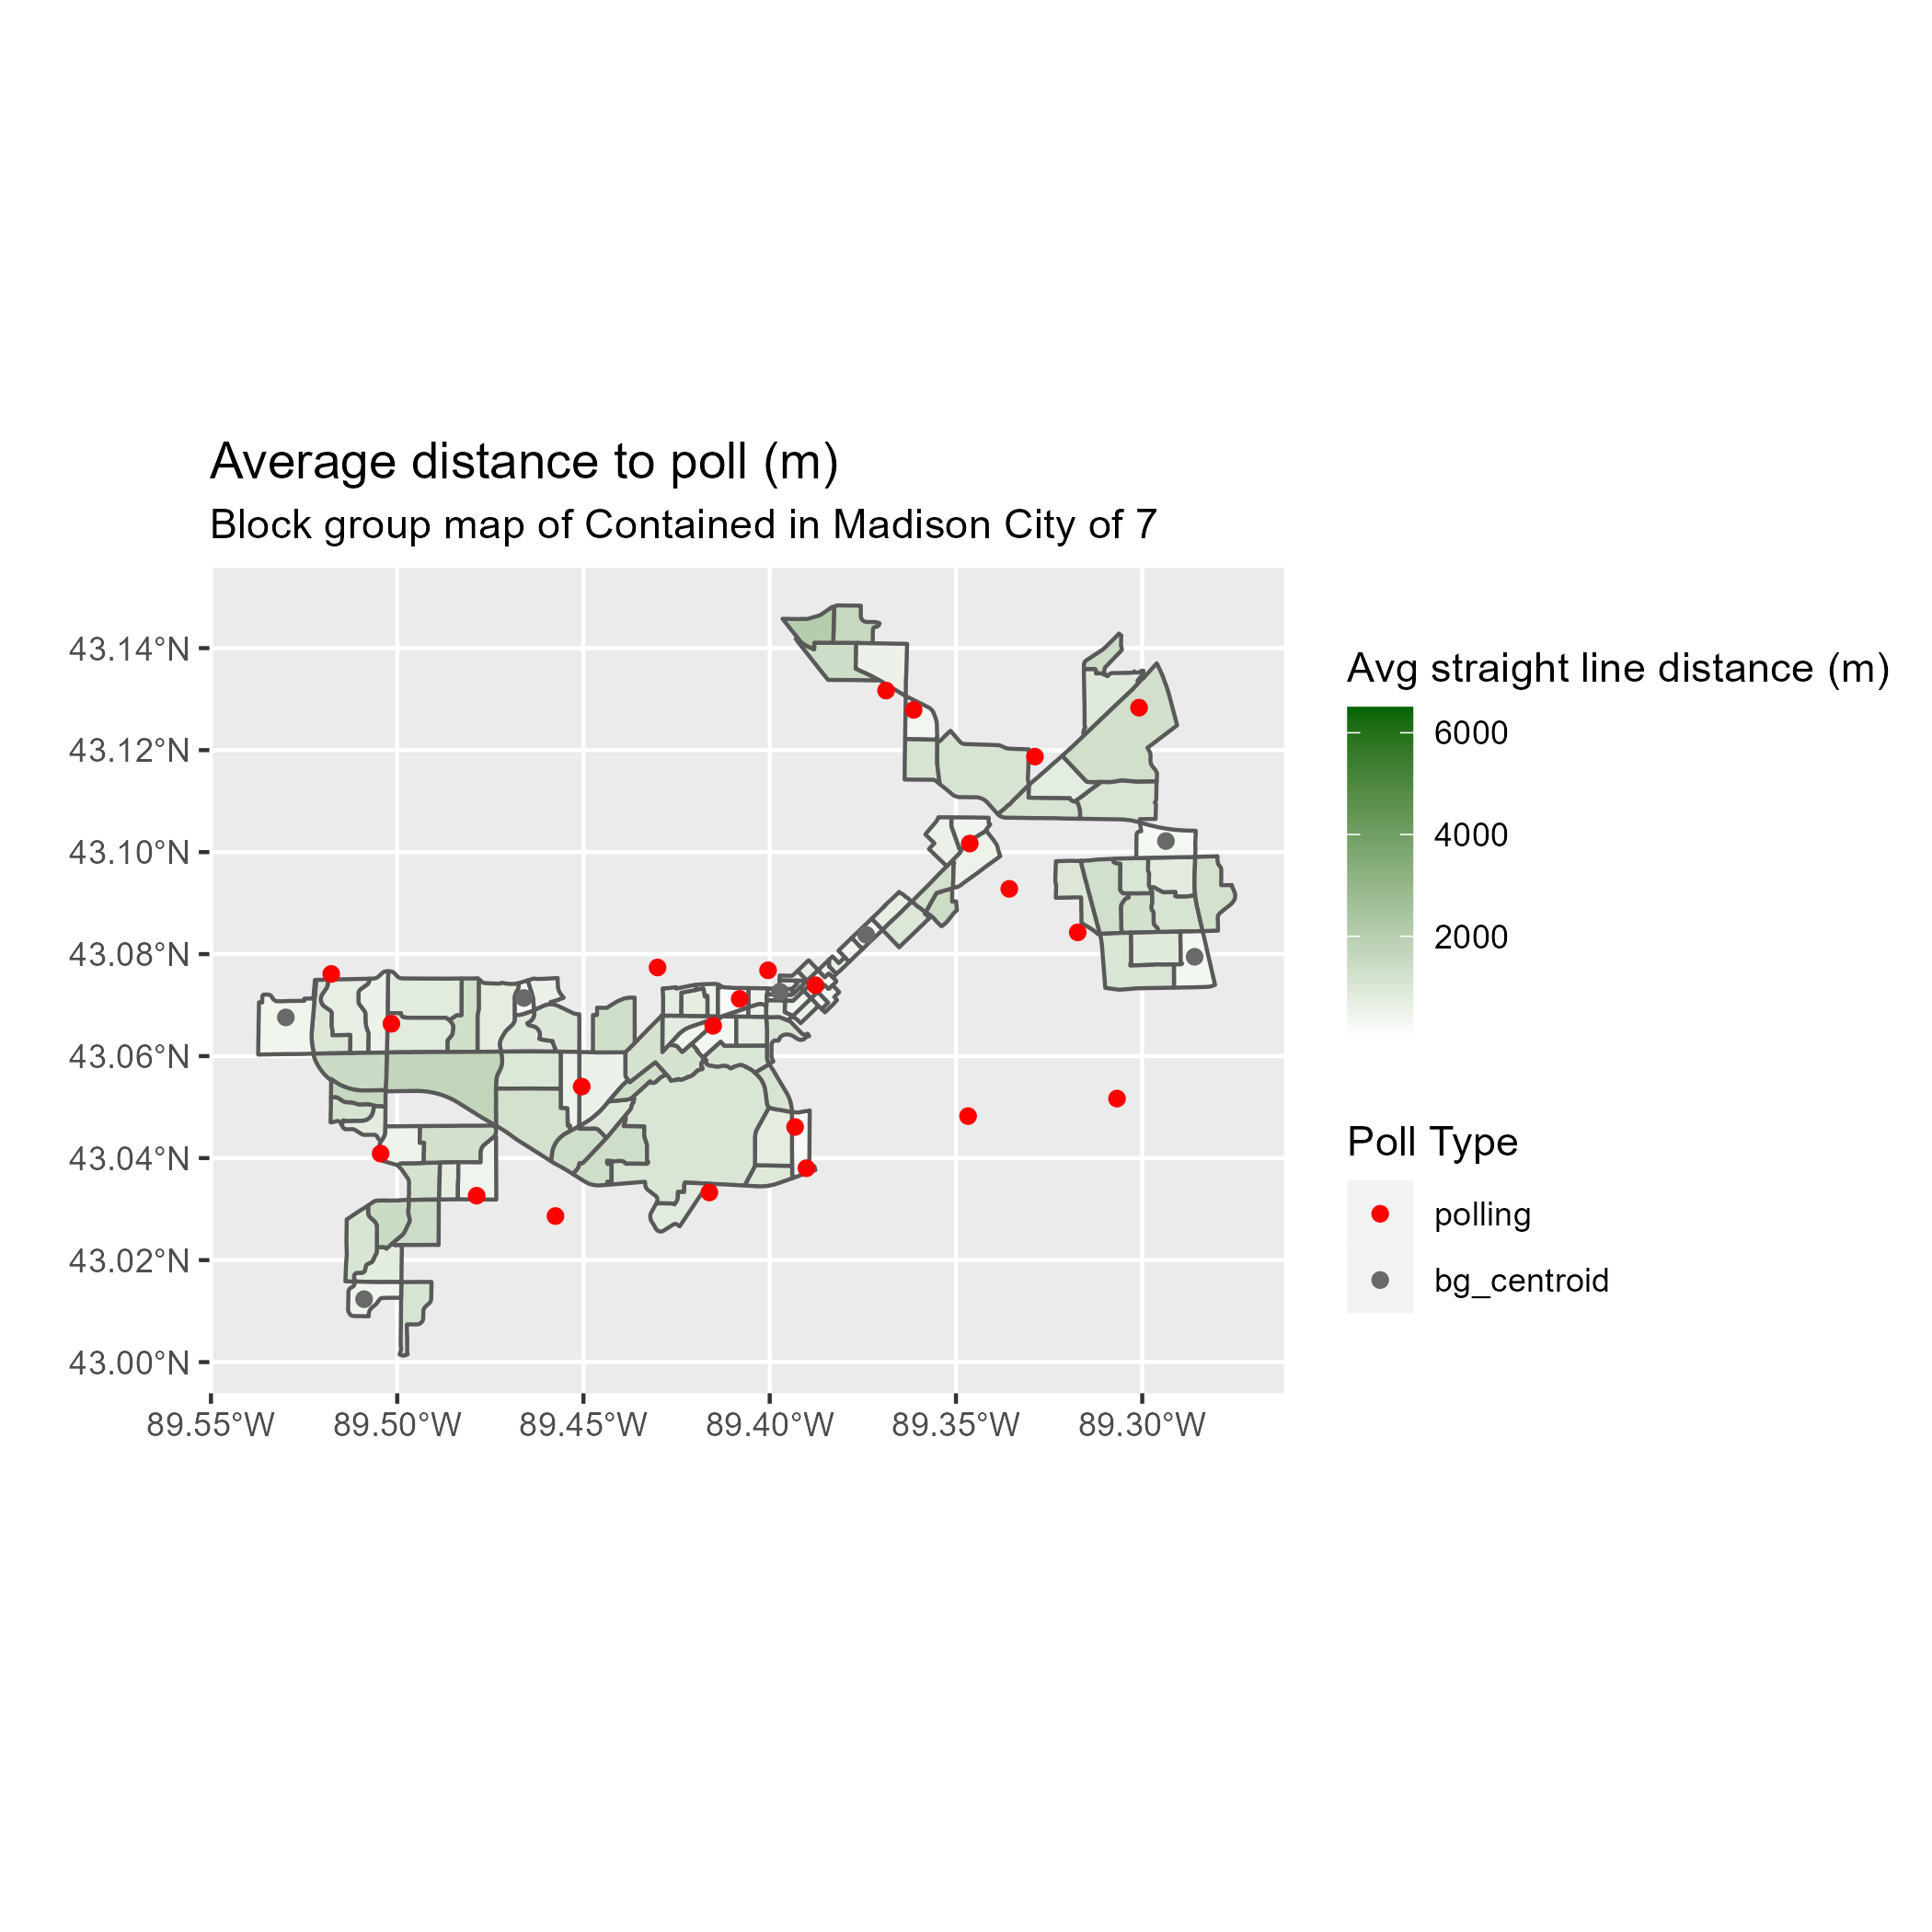 Average distance to poll (m)
Block group map of Contained in Madison City of 7
43.14°N
43.12°N
43.10°N
43.08°N
43.06°N
43.04°N
43.02°N
43.00°N
89.55°W 89.50°W 89.45°W 89.40°W 89.35°W 89.30°W
Avg straight line distance (m)
6000
4000
2000
Poll Type
polling
bg_centroid